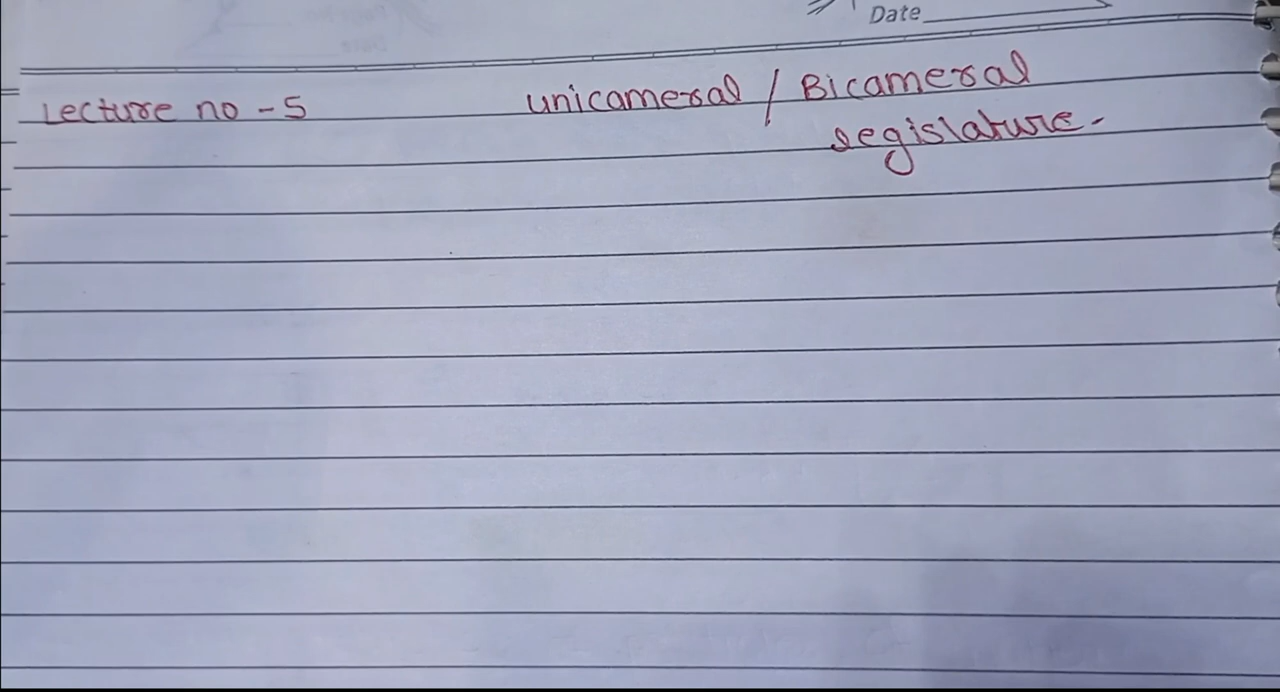 Date
Lecture no - 5
unicameral / Bicameral
legislature.